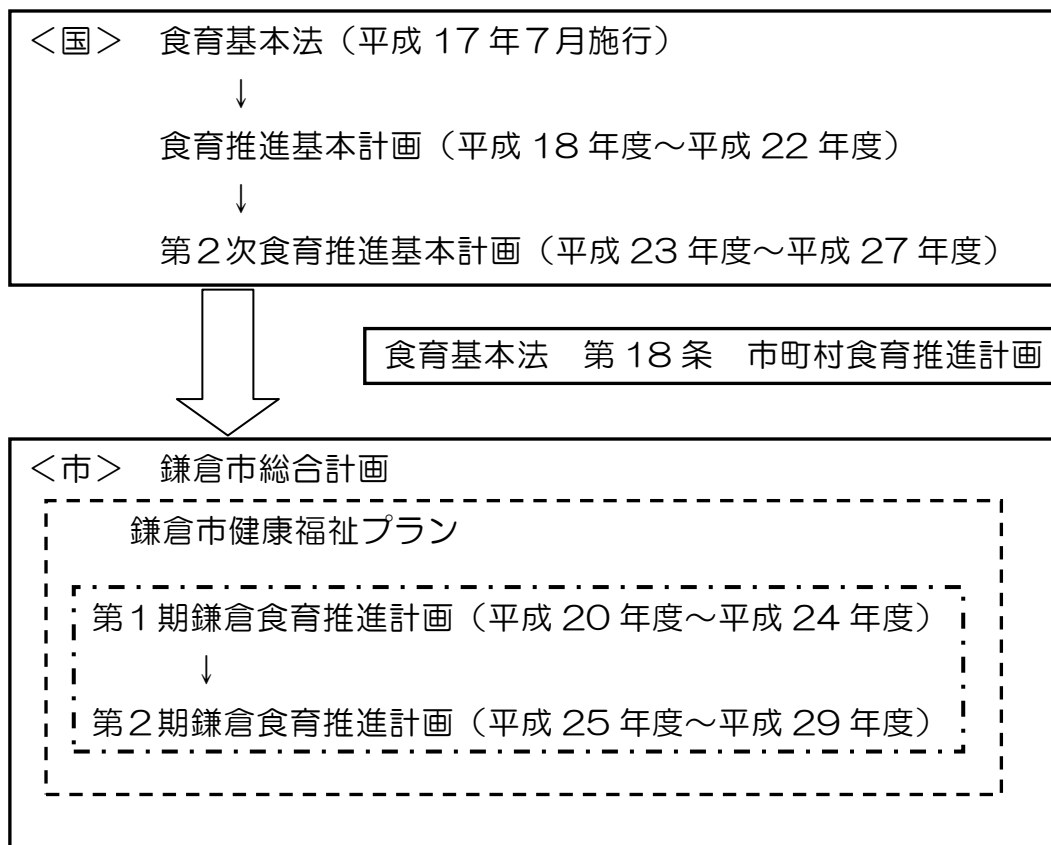 ＜国＞　食育基本法（平成 17 年７月施行）
↓
食育推進基本計画（平成 18 年度～平成 22 年度）
↓
第２次食育推進基本計画（平成 23 年度～平成 27 年度）
食育基本法　第 18 条　市町村食育推進計画
＜市＞　鎌倉市総合計画
鎌倉市健康福祉プラン
第１期鎌倉食育推進計画（平成 20 年度～平成 24 年度）
↓
第２期鎌倉食育推進計画（平成 25 年度～平成 29 年度）